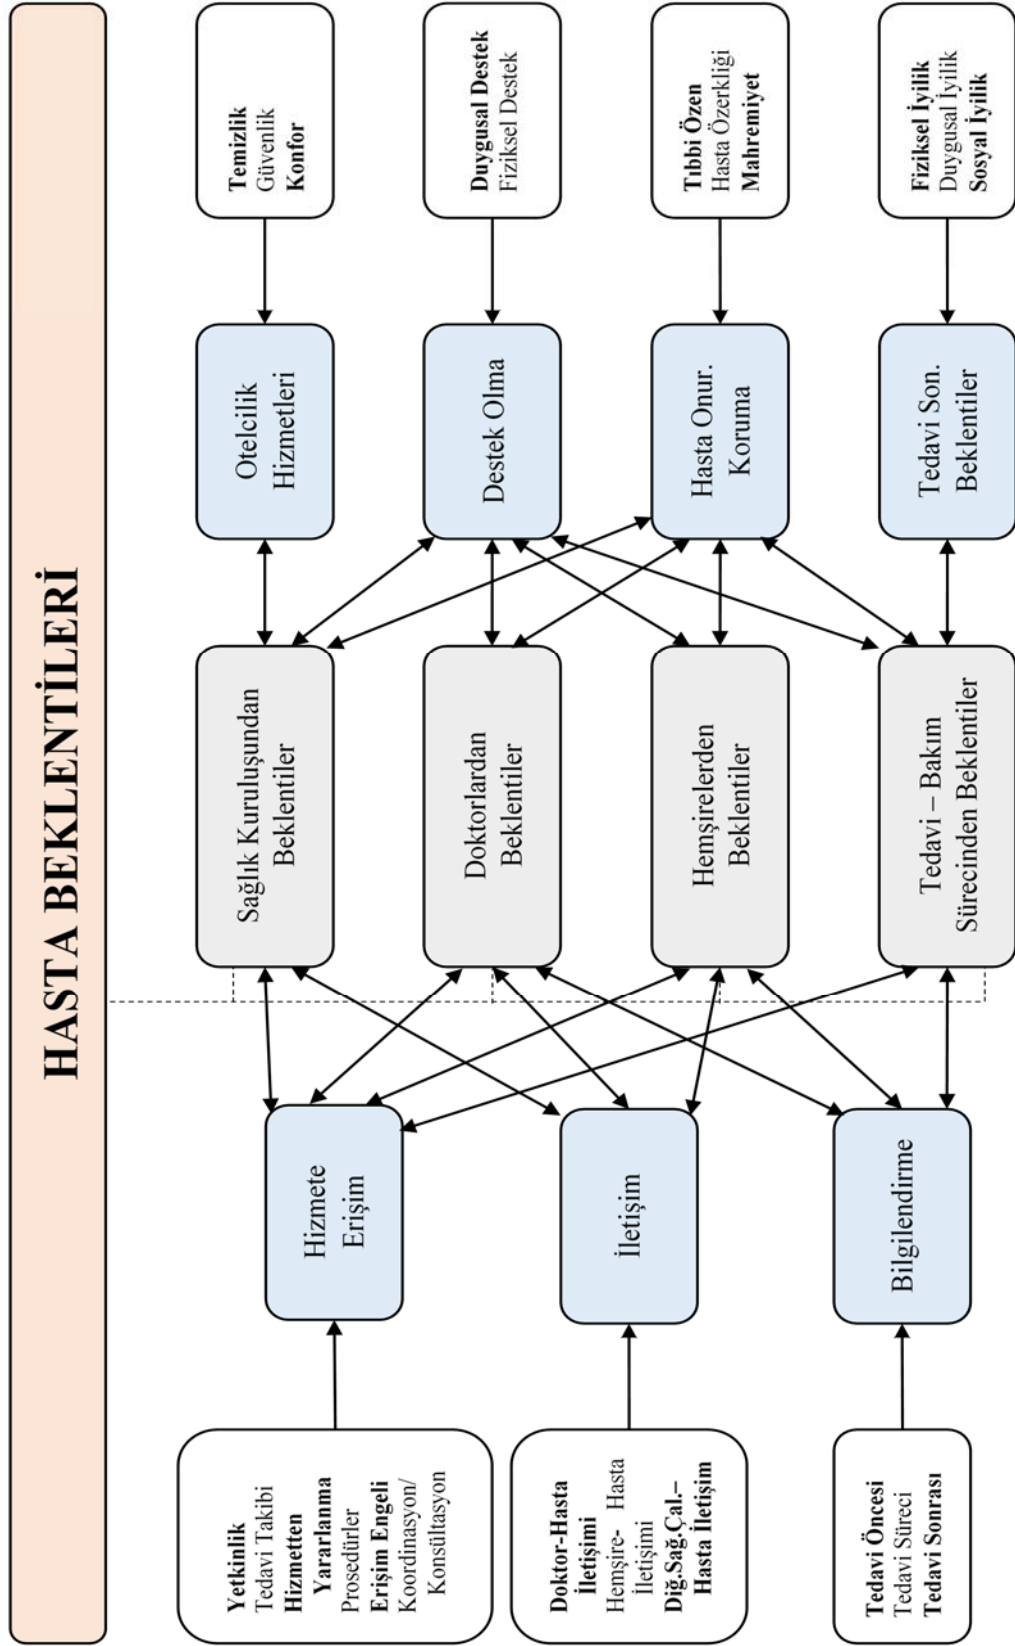 HASTA BEKLENTİLERİ
Yetkinlik
Tedavi Takibi
Hizmetten
Yararlanma
Prosedürler
Erişim Engeli
Koordinasyon/
Konsültasyon
Doktor-Hasta
İletişimi
Hemşire- Hasta
İletişimi
Diğ.Sağ.Çal.–
Hasta İletişim
Tedavi Öncesi
Tedavi Süreci
Tedavi Sonrası
Hizmete
Erişim
İletişim
Bilgilendirme
Sağlık Kuruluşundan
Beklentiler
Doktorlardan
Beklentiler
Hemşirelerden
Beklentiler
Tedavi – Bakım
Sürecinden Beklentiler
Otelcilik
Hizmetleri
Destek Olma
Hasta Onur.
Koruma
Tedavi Son.
Beklentiler
Temizlik
Güvenlik
Konfor
Duygusal Destek
Fiziksel Destek
Tıbbi Özen
Hasta Özerkliği
Mahremiyet
Fiziksel İyilik
Duygusal İyilik
Sosyal İyilik